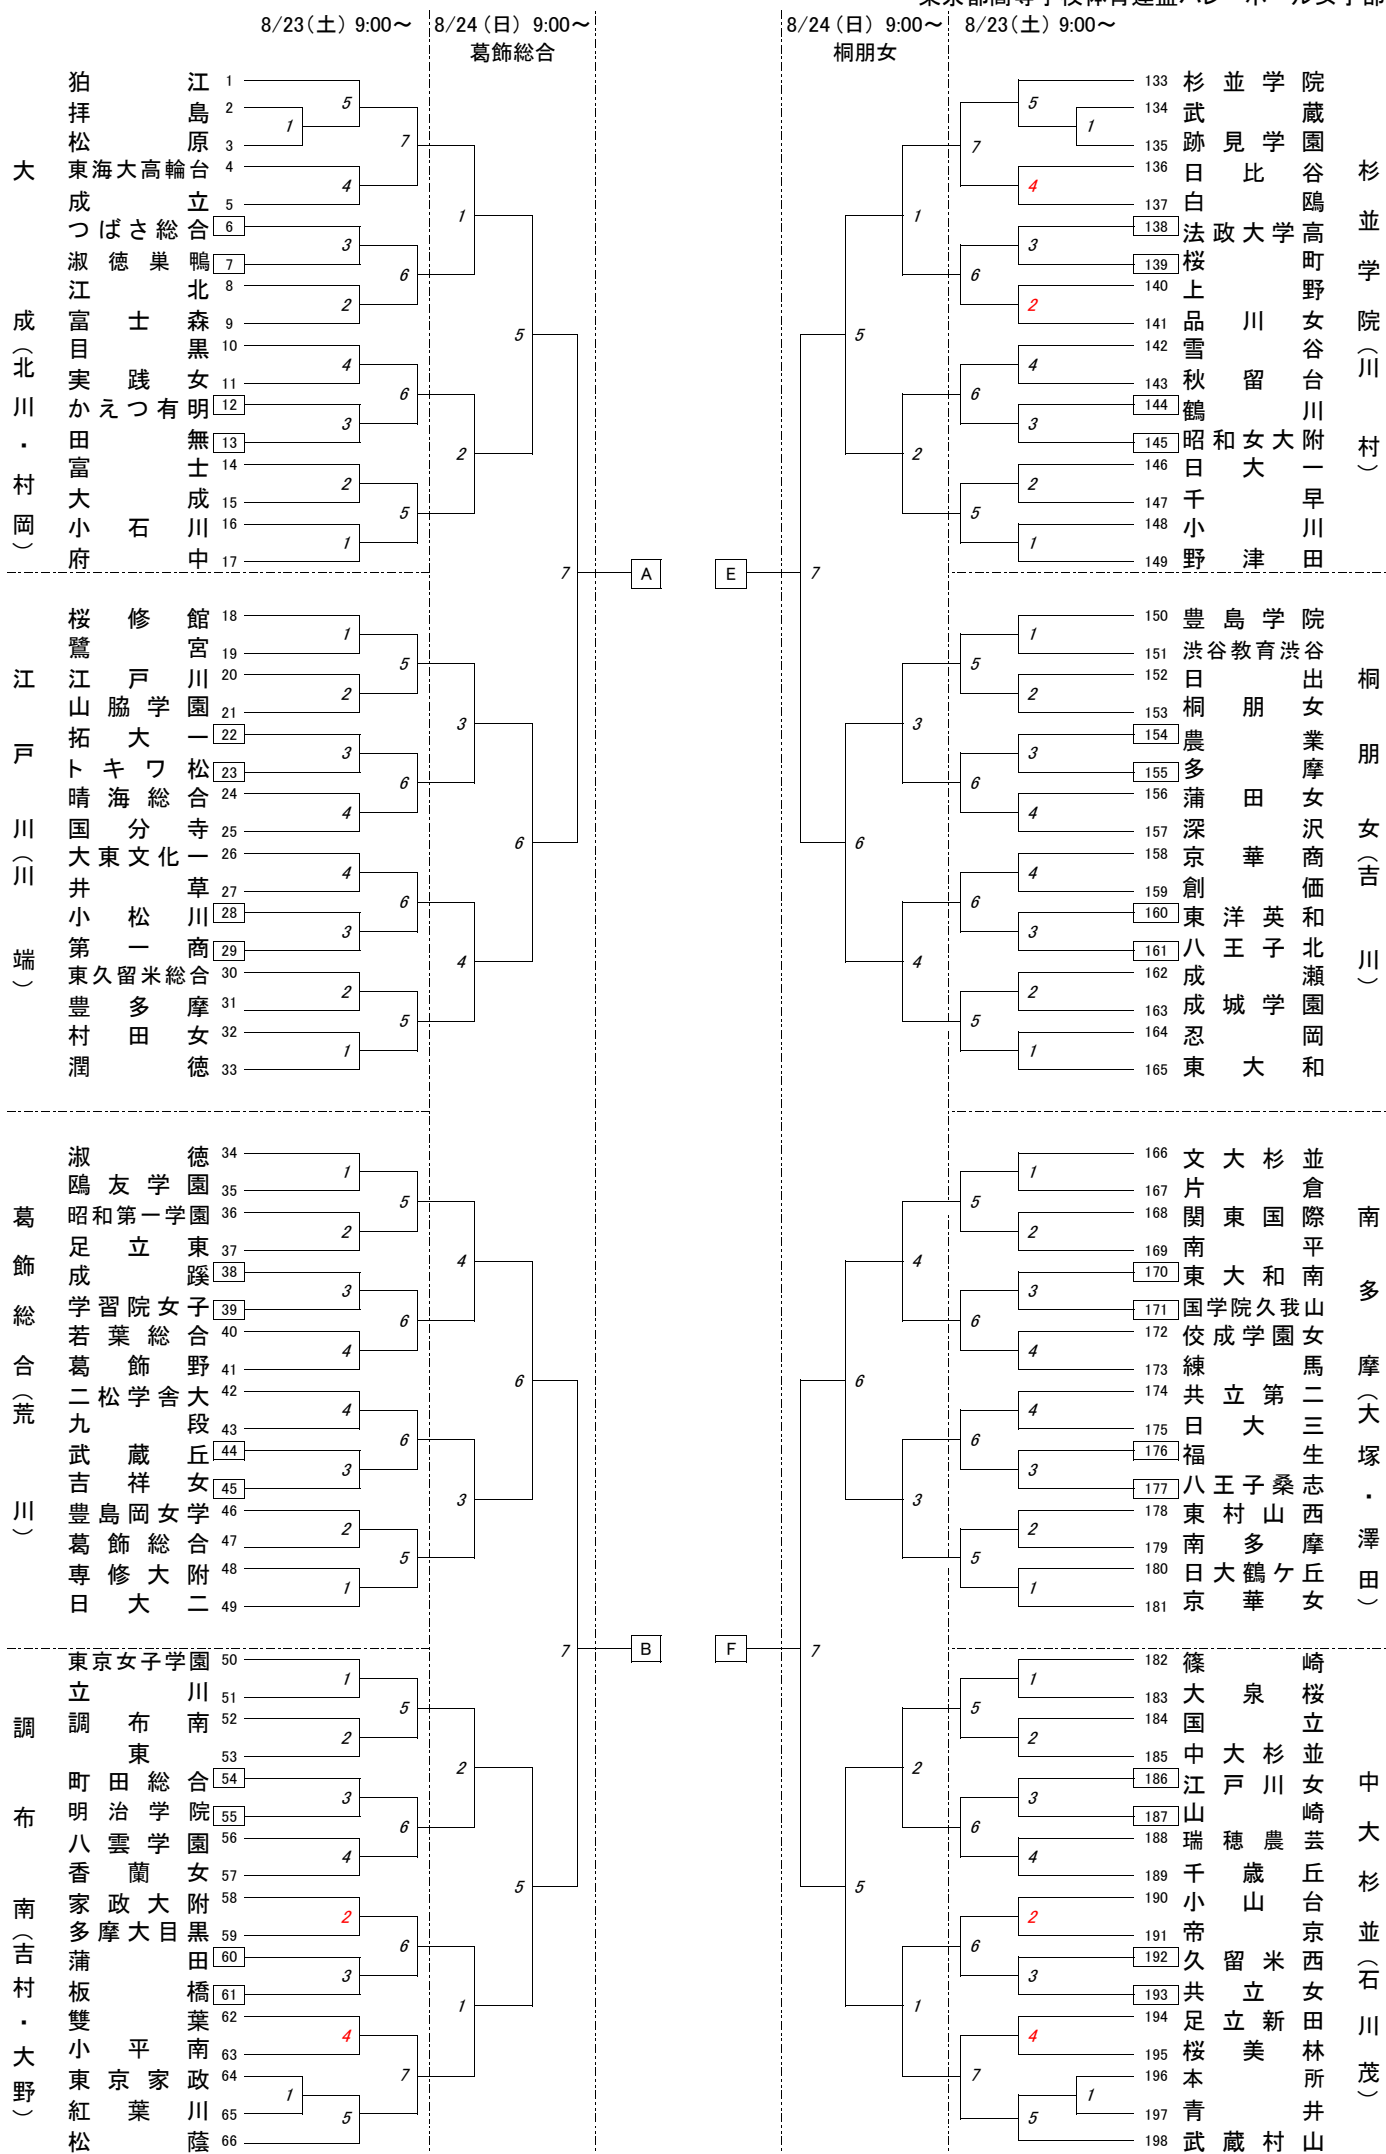 8/23(土) 9:00～ 8/24(日) 9:00～ 8/24(日) 9:00～ 8/23(土) 9:00～
葛飾総合 桐朋女
大成(北川・村岡)
狛江 1
拝島 2
松原 3
東海大高輪台 4
成立 5
つばさ総合 6
淑徳巣鴨 7
江北 8
富士森 9
目黒 10
実践女 11
かえつ有明 12
田無 13
富士 14
大成 15
小石川 16
府中 17
江戸川(川端)
桜修館 18
鷺宮 19
江戸川 20
山脇学園 21
拓大一 22
トキワ松 23
晴海総合 24
国分寺 25
大東文化一 26
井草 27
小松川 28
第一商 29
東久留米総合 30
豊多摩 31
村田女 32
潤徳 33
葛飾総合(荒川)
淑徳 34
鴎友学園 35
昭和第一学園 36
足立東 37
成蹊 38
学習院女子 39
若葉総合 40
葛飾野 41
二松学舎大 42
九段 43
武蔵丘 44
吉祥女 45
豊島岡女学 46
葛飾総合 47
専修大附 48
日大二 49
調布南(吉村・大野)
東京女子学園 50
立川 51
調布南 52
東 53
町田総合 54
明治学院 55
八雲学園 56
香蘭女 57
家政大附 58
多摩大目黒 59
蒲田 60
板橋 61
雙葉 62
小平南 63
東京家政 64
紅葉川 65
松蔭 66
A
B
E
F
杉並学院(川村)
133 杉並学院
134 武蔵
135 跡見学園
136 日比谷
137 白鴎
138 法政大学高
139 桜町
140 上野
141 品川女
142 雪谷
143 秋留台
144 鶴川
145 昭和女大附
146 日大一
147 千早
148 小川
149 野津田
桐朋女(吉川)
150 豊島学院
151 渋谷教育渋谷
152 日出
153 桐朋女
154 農業
155 多摩
156 蒲田女
157 深沢
158 京華商
159 創価
160 東洋英和
161 八王子北
162 成瀬
163 成城学園
164 忍岡
165 東大和
南多摩(大塚・澤田)
166 文大杉並
167 片倉
168 関東国際
169 南平
170 東大和南
171 国学院久我山
172 佼成学園女
173 練馬
174 共立第二
175 日大三
176 福生
177 八王子桑志
178 東村山西
179 南多摩
180 日大鶴ケ丘
181 京華女
中大杉並(石川茂)
182 篠崎
183 大泉桜
184 国立
185 中大杉並
186 江戸川女
187 山崎
188 瑞穂農芸
189 千歳丘
190 小山台
191 帝京
192 久留米西
193 共立女
194 足立新田
195 桜美林
196 本所
197 青井
198 武蔵村山